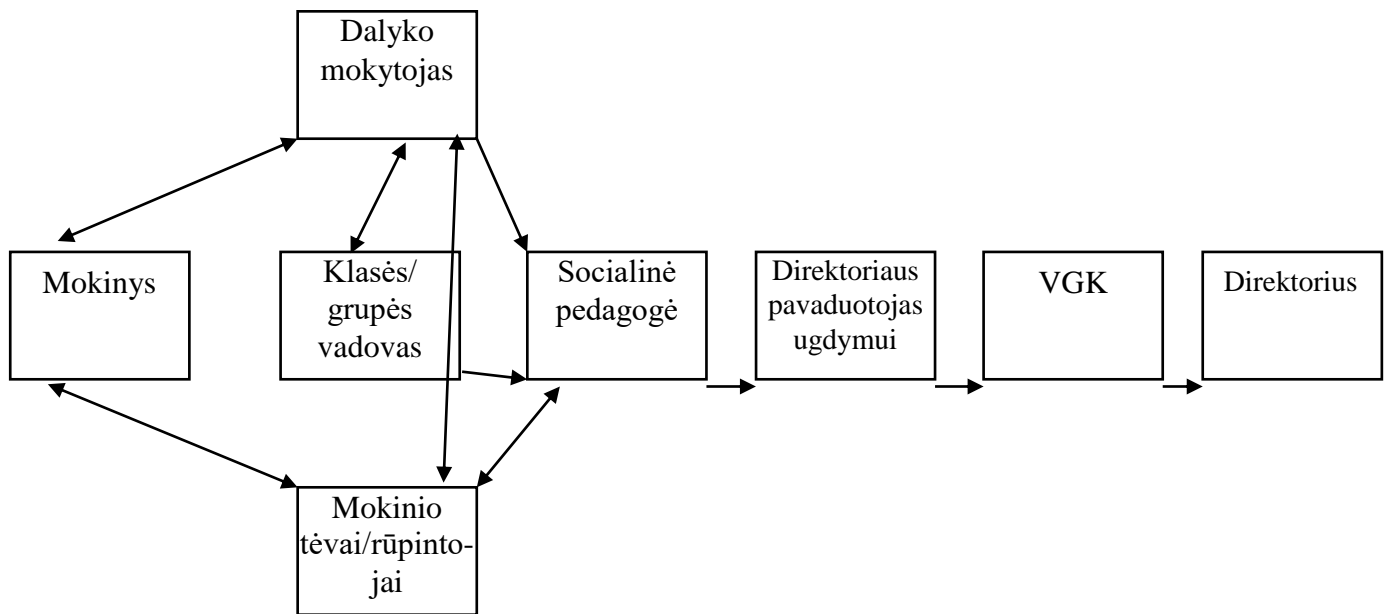 Dalyko
mokytojas
Mokinys
Klasės/
grupės
vadovas
Socialinė
pedagogė
Direktoriaus
pavaduotojas
ugdymui
VGK
Direktorius
Mokinio
tėvai/rūpinto-
jai